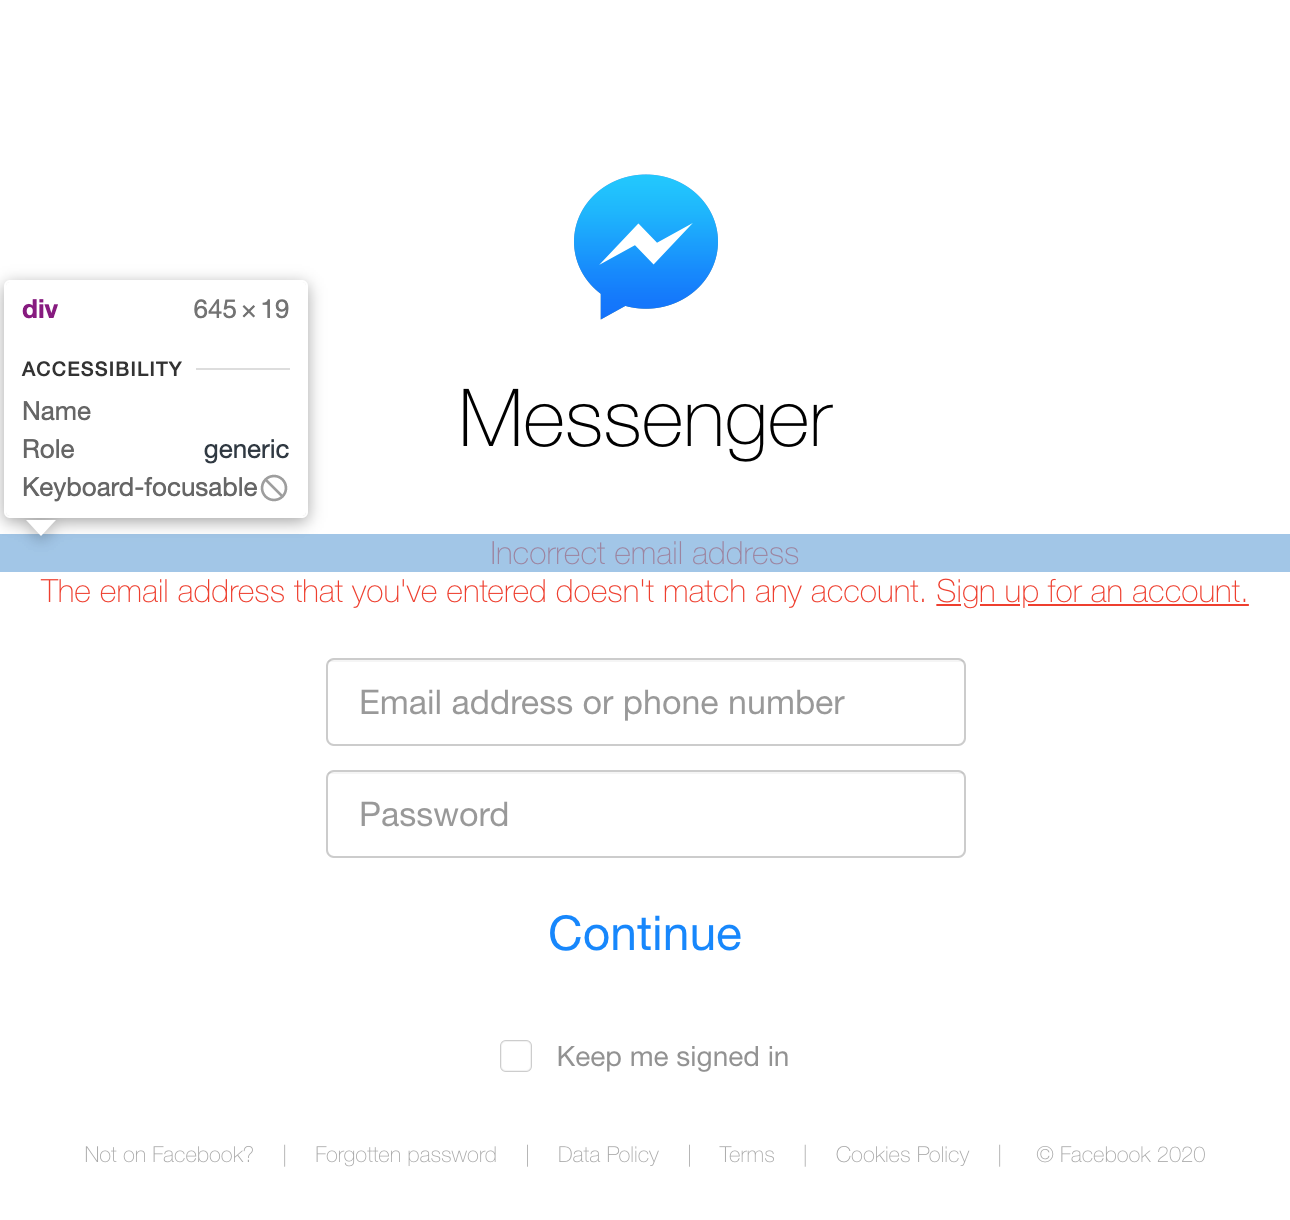 div 645 × 19
ACCESSIBILITY
Name
Role generic
Keyboard-focusable
Messenger
Incorrect email address
The email address that you've entered doesn't match any account. Sign up for an account.
Email address or phone number
Password
Continue
Keep me signed in
Not on Facebook? | Forgotten password | Data Policy | Terms | Cookies Policy | © Facebook 2020